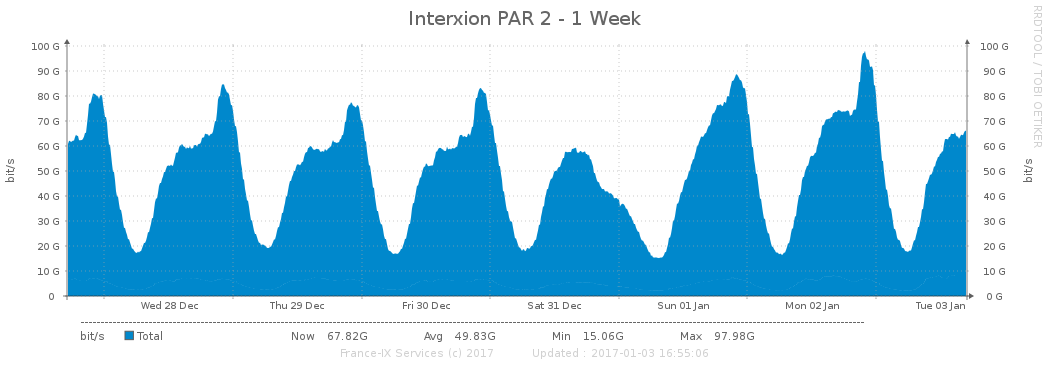 Interxion PAR 2 - 1 Week
RRDTOOL / TOBI OETIKER
100 G 100 G
90 G 90 G
80 G 80 G
70 G 70 G
60 G 60 G
50 G 50 G
40 G 40 G
30 G 30 G
20 G 20 G
10 G 10 G
0 0 G
bit/s bit/s
Wed 28 Dec Thu 29 Dec Fri 30 Dec Sat 31 Dec Sun 01 Jan Mon 02 Jan Tue 03 Jan
bit/s Total Now 67.82G Avg 49.83G Min 15.06G Max 97.98G
France-IX Services (c) 2017 Updated : 2017-01-03 16:55:06